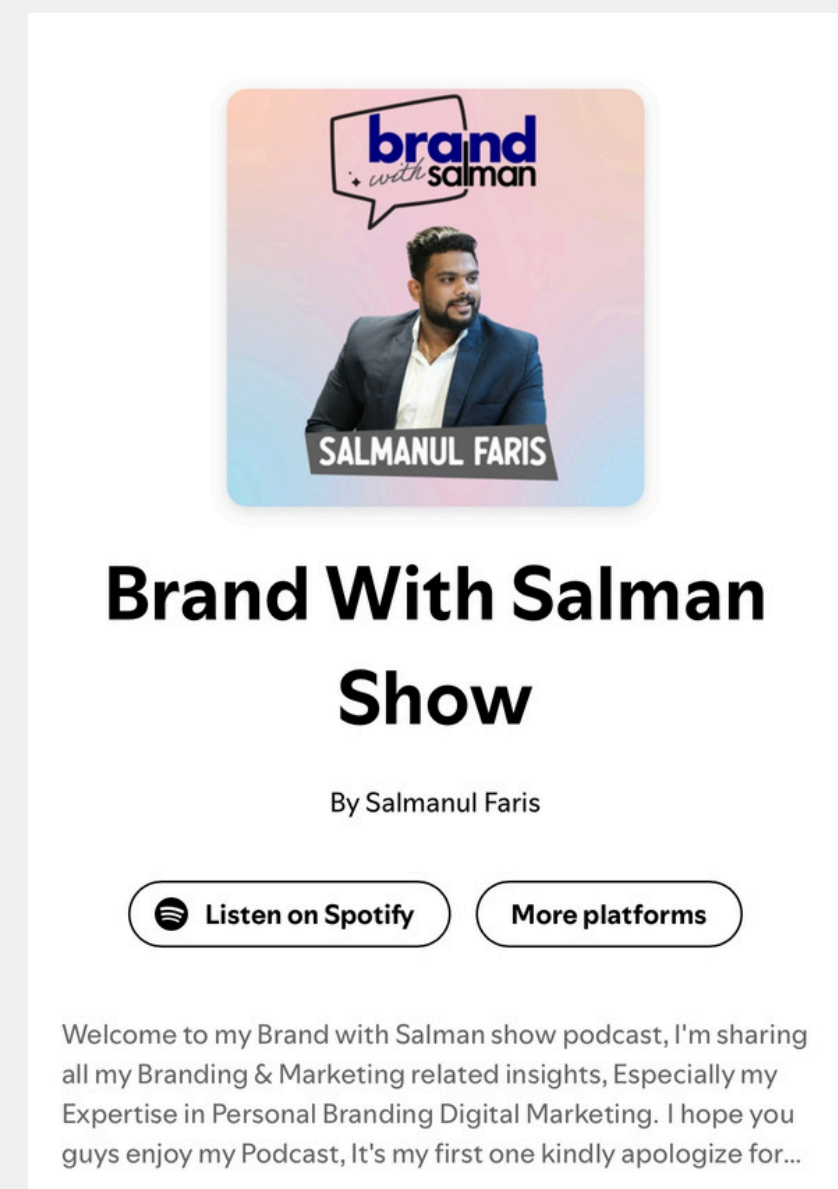 brand
with salman
SALMANUL FARIS
Brand With Salman
Show
By Salmanul Faris
Listen on Spotify
More platforms
Welcome to my Brand with Salman show podcast, I'm sharing
all my Branding & Marketing related insights, Especially my
Expertise in Personal Branding Digital Marketing. I hope you
guys enjoy my Podcast, It's my first one kindly apologize for...